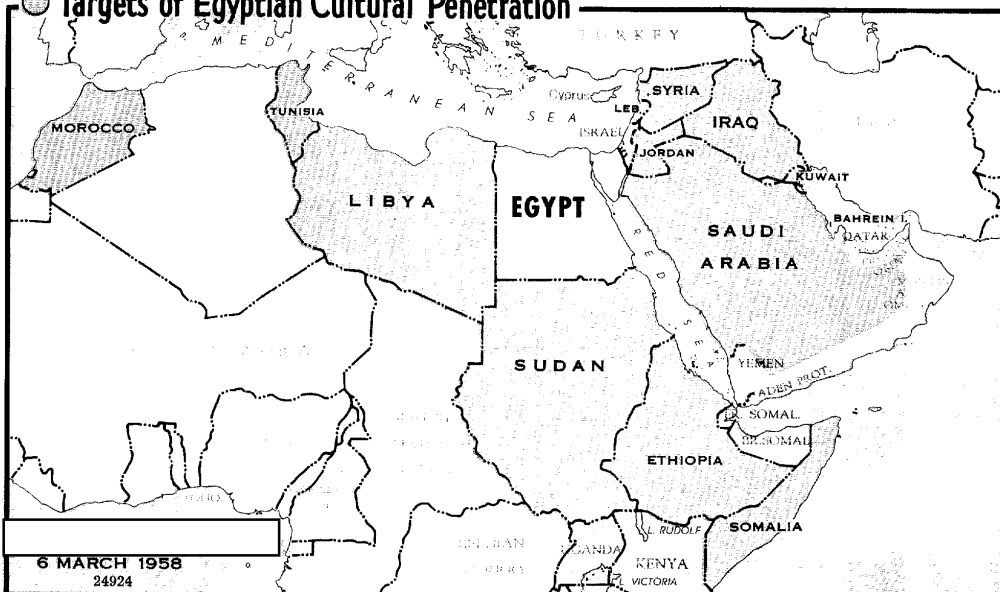 Targets of Egyptian Cultural Penetration
MEDITERRANEAN SEA
TURKEY
Cyprus
SYRIA
LEB.
TUNISIA
MOROCCO
IRAQ
ISRAEL
JORDAN
KUWAIT
LIBYA
EGYPT
BAHREIN I.
QATAR
SAUDI
ARABIA
RED SEA
SUDAN
YEMEN
ADEN PROT.
FR. SOMAL.
BR. SOMAL.
ETHIOPIA
SOMALIA
L. RUDOLF
UGANDA
KENYA
L. VICTORIA
6 MARCH 1958
24924